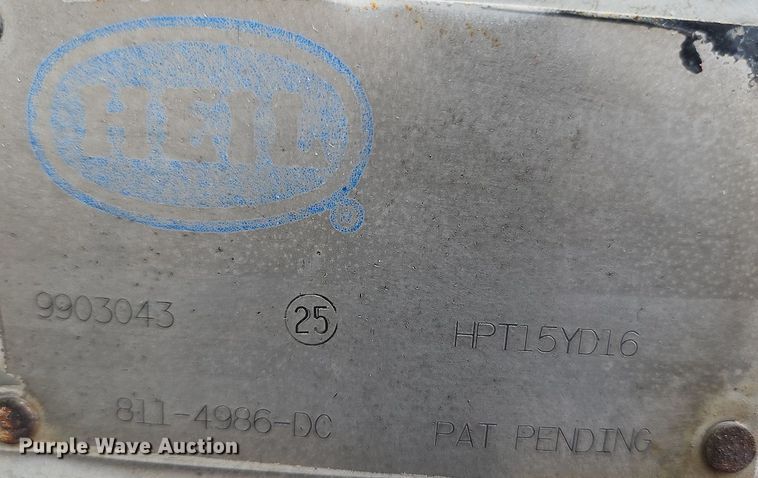 HEIL
®
9903043 25 HPT15YD16
811-4986-DC PAT PENDING
Purple Wave Auction